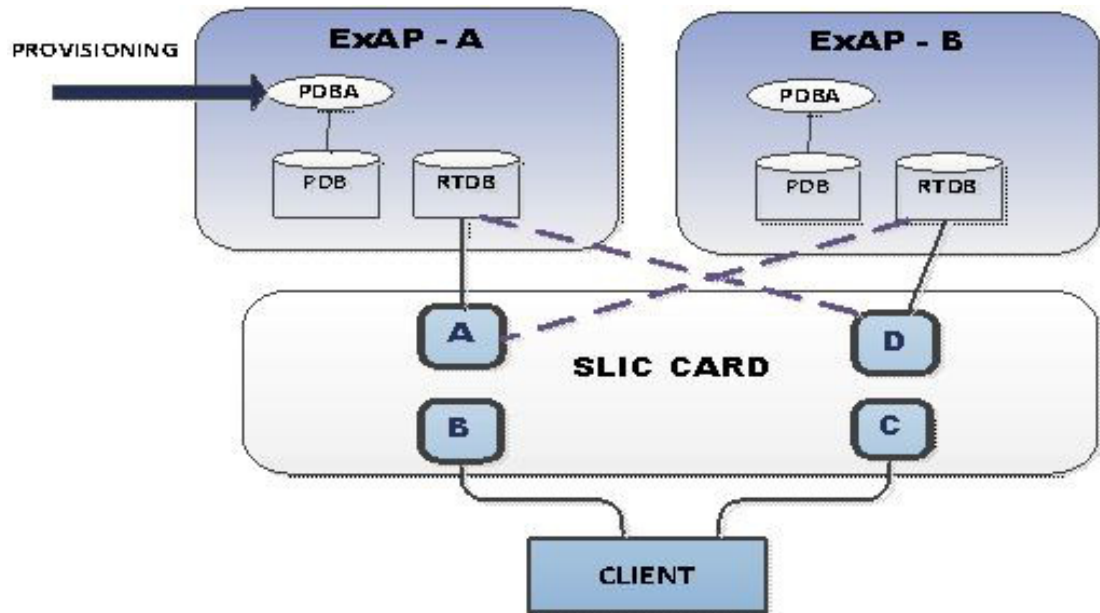 ExAP - A
ExAP - B
PROVISIONING
PDBA
PDBA
PDB
RTDB
PDB
RTDB
A
D
SLIC CARD
B
C
CLIENT